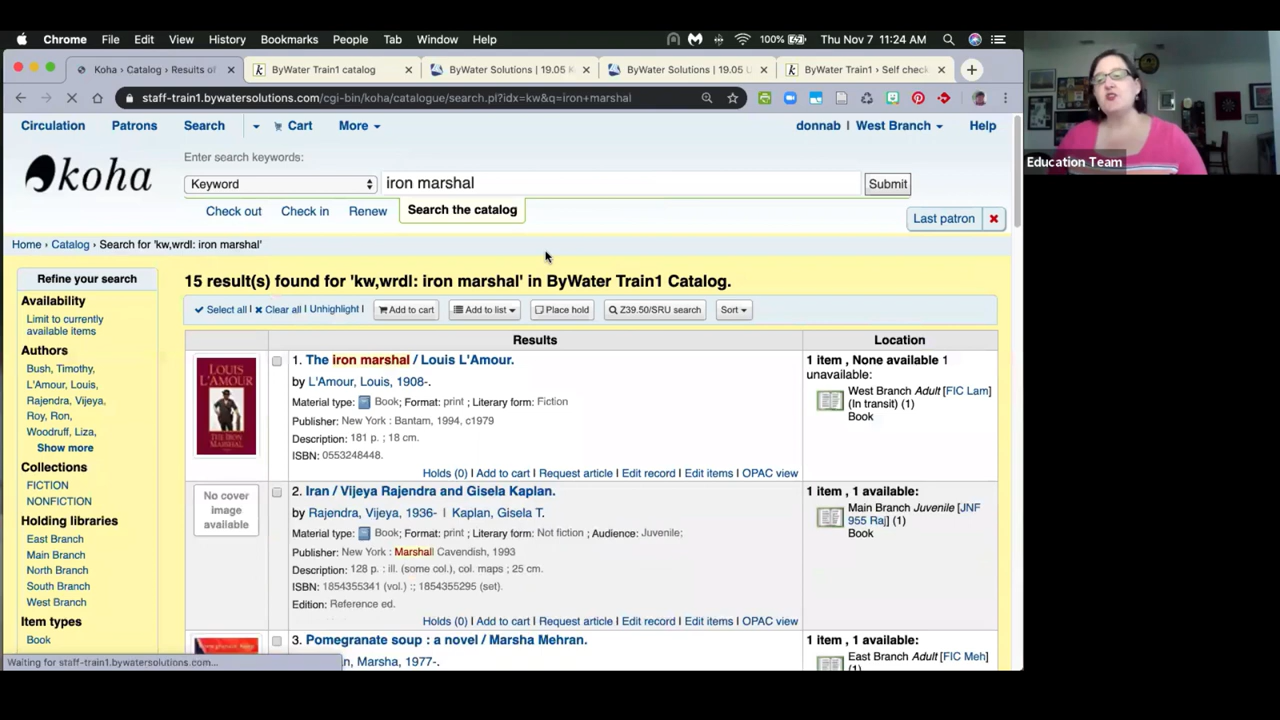 Chrome File Edit View History Bookmarks People Tab Window Help 100% Thu Nov 7 11:24 AM
Koha › Catalog › Results of ByWater Train1 catalog ByWater Solutions | 19.05 K ByWater Solutions | 19.05 U ByWater Train1 › Self check
staff-train1.bywatersolutions.com/cgi-bin/koha/catalogue/search.pl?idx=kw&q=iron+marshal
Circulation Patrons Search Cart More donnab | West Branch Help
Enter search keywords:
koha
Keyword iron marshal Submit
Check out Check in Renew Search the catalog
Last patron
Home › Catalog › Search for 'kw,wrdl: iron marshal'
Refine your search
Availability
Limit to currently
available items
Authors
Bush, Timothy,
L'Amour, Louis,
Rajendra, Vijeya,
Roy, Ron,
Woodruff, Liza,
Show more
Collections
FICTION
NONFICTION
Holding libraries
East Branch
Main Branch
North Branch
South Branch
West Branch
Item types
Book
15 result(s) found for 'kw,wrdl: iron marshal' in ByWater Train1 Catalog.
Select all | Clear all | Unhighlight | Add to cart Add to list Place hold Z39.50/SRU search Sort
Results Location
LOUIS
L'AMOUR
THE IRON
MARSHAL
1. The iron marshal / Louis L'Amour.
by L'Amour, Louis, 1908-.
Material type: Book; Format: print ; Literary form: Fiction
Publisher: New York : Bantam, 1994, c1979
Description: 181 p. ; 18 cm.
ISBN: 0553248448.
Holds (0) | Add to cart | Request article | Edit record | Edit items | OPAC view
1 item , None available 1
unavailable:
West Branch Adult [FIC Lam]
(In transit) (1)
Book
No cover
image
available
2. Iran / Vijeya Rajendra and Gisela Kaplan.
by Rajendra, Vijeya, 1936- | Kaplan, Gisela T.
Material type: Book; Format: print ; Literary form: Not fiction ; Audience: Juvenile;
Publisher: New York : Marshall Cavendish, 1993
Description: 128 p. : ill. (some col.), col. maps ; 25 cm.
ISBN: 1854355341 (vol.) :; 1854355295 (set).
Edition: Reference ed.
Holds (0) | Add to cart | Request article | Edit record | Edit items | OPAC view
1 item , 1 available:
Main Branch Juvenile [JNF
955 Raj] (1)
Book
3. Pomegranate soup : a novel / Marsha Mehran.
n, Marsha, 1977-.
1 item , 1 available:
East Branch Adult [FIC Meh]
(1)
Waiting for staff-train1.bywatersolutions.com...
Education Team